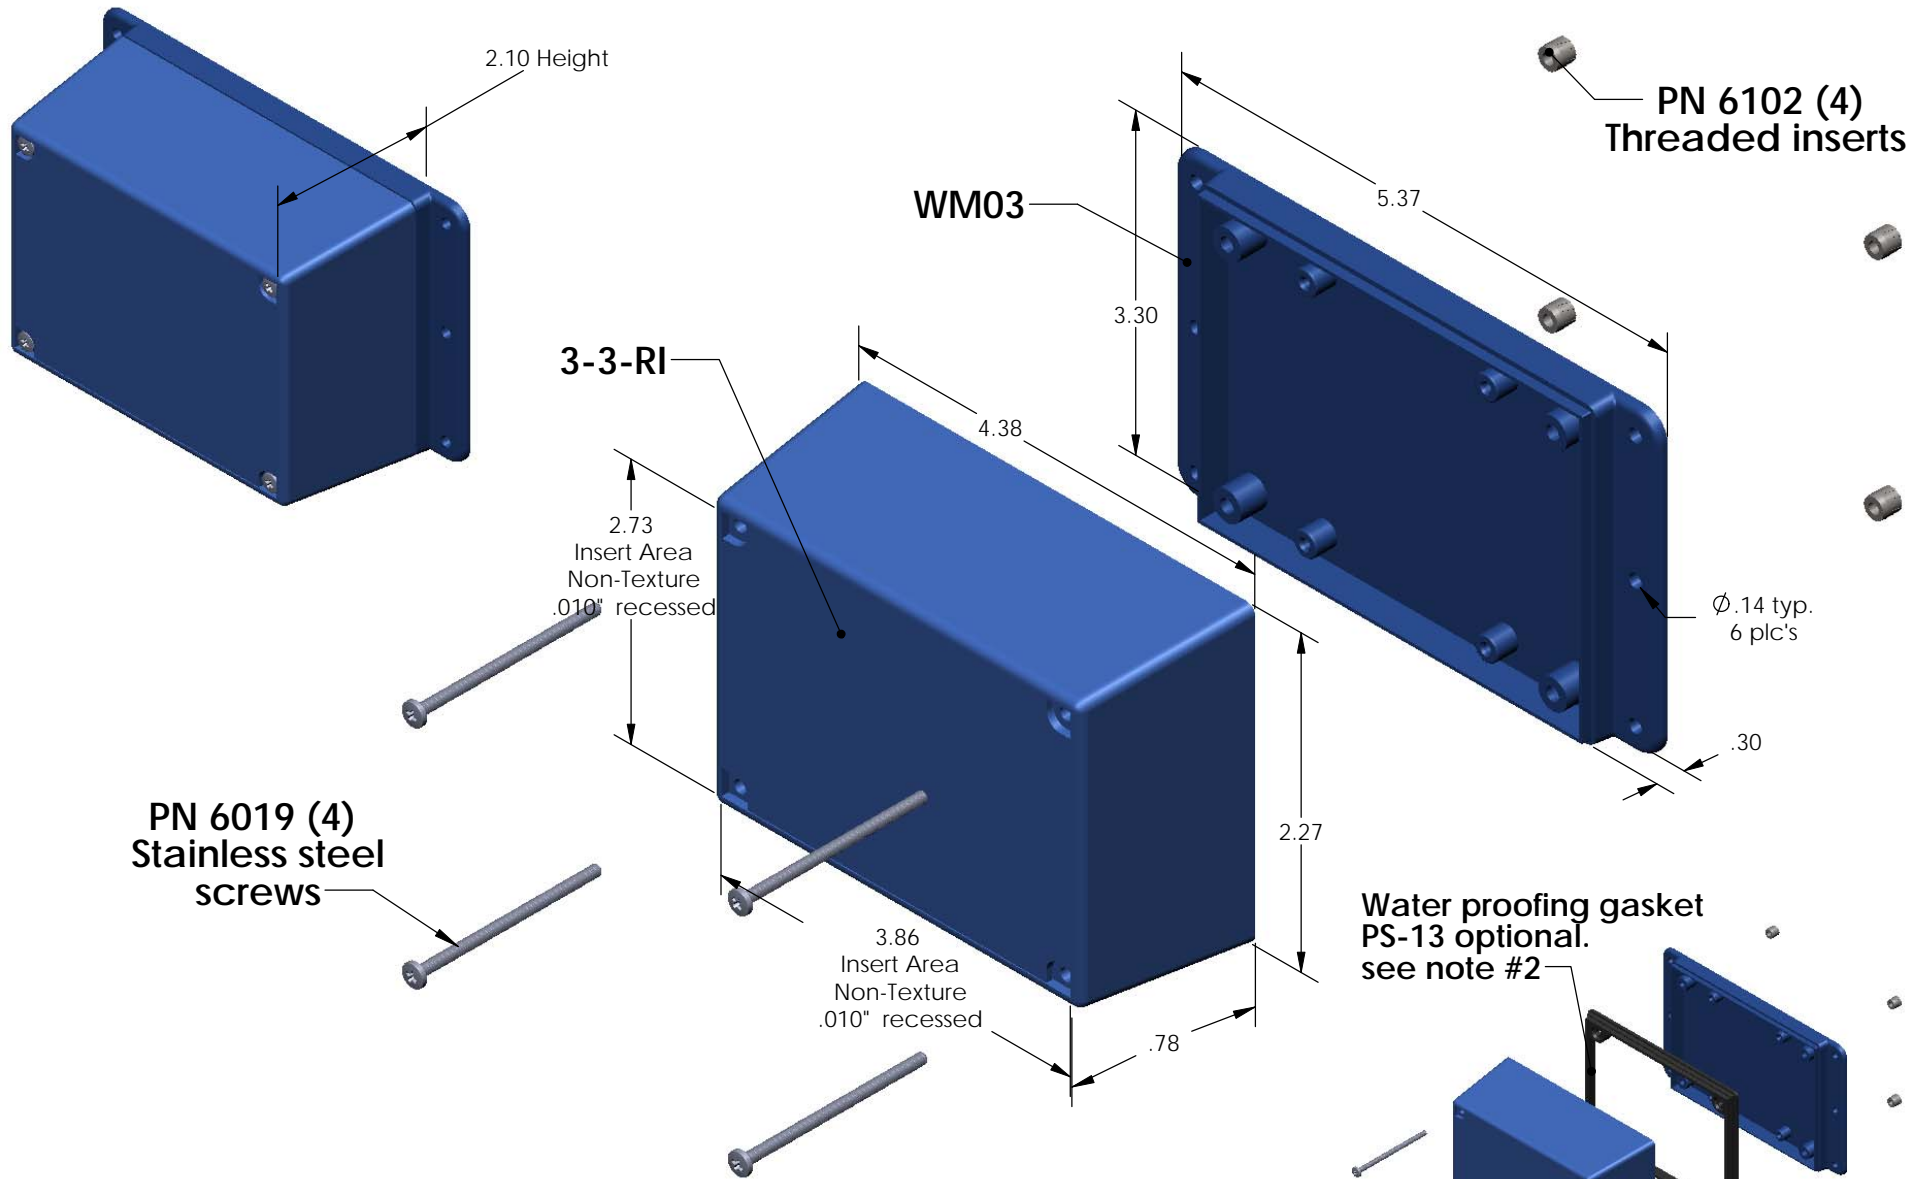 2.10 Height
PN 6102 (4)
Threaded inserts
WM03
5.37
3.30
3-3-RI
4.38
2.73
Insert Area
Non-Texture
.010" recessed
Ø.14 typ.
6 plc's
.30
PN 6019 (4)
Stainless steel
screws
2.27
3.86
Insert Area
Non-Texture
.010" recessed
.78
Water proofing gasket
PS-13 optional.
see note #2